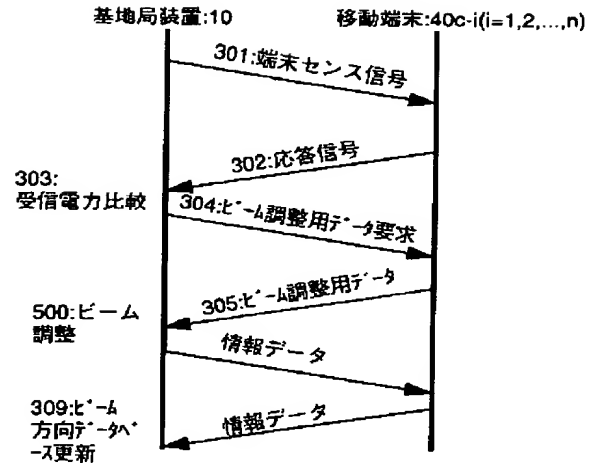 基地局装置:10
移動端末:40c-i(i=1,2,...,n)
301:端末センス信号
302:応答信号
303:
受信電力比較
304:ﾋﾞｰﾑ調整用ﾃﾞｰﾀ要求
305:ﾋﾞｰﾑ調整用ﾃﾞｰﾀ
500:ビーム
調整
情報データ
309:ﾋﾞｰﾑ
方向ﾃﾞｰﾀﾍﾞ
ｰｽ更新
情報データ